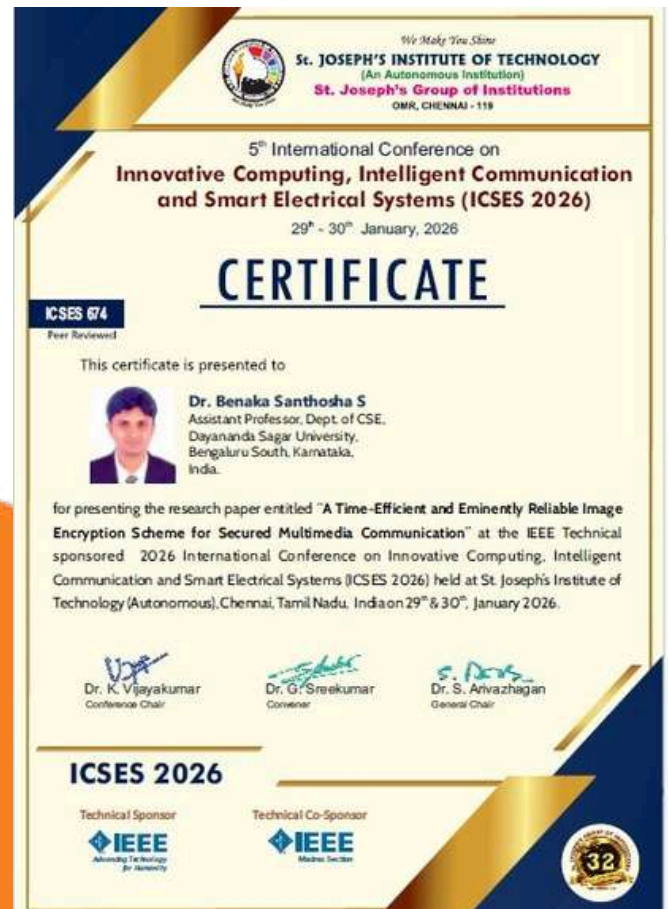 We Make You Shine
St. JOSEPH'S INSTITUTE OF TECHNOLOGY
(An Autonomous Institution)
St. Joseph's Group of Institutions
OMR, CHENNAI - 119
5th International Conference on
Innovative Computing, Intelligent Communication
and Smart Electrical Systems (ICSES 2026)
29th - 30th January, 2026
CERTIFICATE
ICSES 674
Peer Reviewed
This certificate is presented to
Dr. Benaka Santhosha S
Assistant Professor, Dept. of CSE,
Dayananda Sagar University,
Bengaluru South, Karnataka,
India.
for presenting the research paper entitled "A Time-Efficient and Eminently Reliable Image
Encryption Scheme for Secured Multimedia Communication" at the IEEE Technical
sponsored 2026 International Conference on Innovative Computing, Intelligent
Communication and Smart Electrical Systems (ICSES 2026) held at St. Joseph's Institute of
Technology (Autonomous), Chennai, Tamil Nadu, India on 29th & 30th, January 2026.
Dr. K. Vijayakumar
Conference Chair
Dr. G. Sreekumar
Convener
Dr. S. Arivazhagan
General Chair
ICSES 2026
Technical Sponsor
IEEE
Advancing Technology
for Humanity
Technical Co-Sponsor
IEEE
Madras Section
32